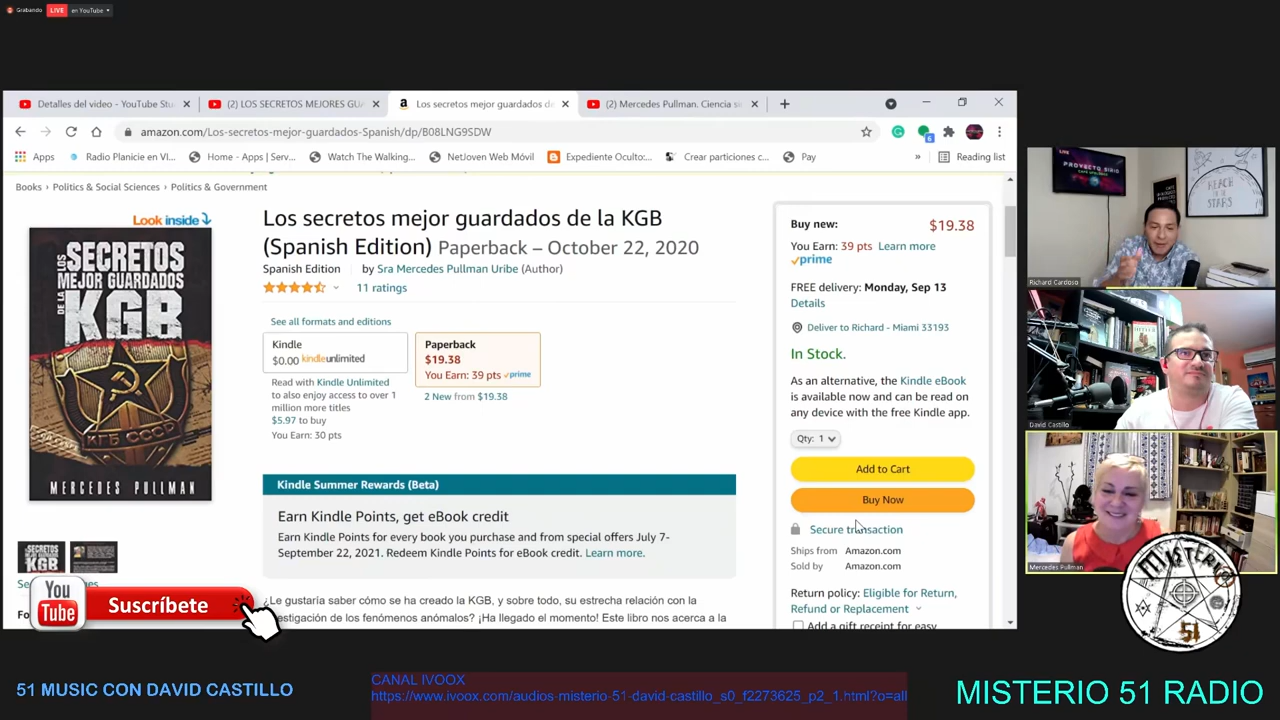 Grabando LIVE en YouTube
Detalles del video - YouTube Stu
(2) LOS SECRETOS MEJORES GU
Los secretos mejor guardados de
(2) Mercedes Pullman. Ciencia s
amazon.com/Los-secretos-mejor-guardados-Spanish/dp/B08LNG9SDW
6
Apps
Radio Planicie en VI...
Home - Apps | Serv...
Watch The Walking...
NetJoven Web Móvil
Expediente Oculto:...
Crear particiones c...
Pay
» Reading list
Books › Politics & Social Sciences › Politics & Government
Look inside
LOS SECRETOS
MEJOR GUARDADOS
DE LA KGB
КГБ СССР
MERCEDES PULLMAN
Los secretos mejor guardados de la KGB
(Spanish Edition) Paperback – October 22, 2020
Spanish Edition by Sra Mercedes Pullman Uribe (Author)
11 ratings
See all formats and editions
Kindle
$0.00 kindleunlimited
Read with Kindle Unlimited
to also enjoy access to over 1
million more titles
$5.97 to buy
You Earn: 30 pts
Paperback
$19.38
You Earn: 39 pts prime
2 New from $19.38
Kindle Summer Rewards (Beta)
Earn Kindle Points, get eBook credit
Earn Kindle Points for every book you purchase and from special offers July 7-
September 22, 2021. Redeem Kindle Points for eBook credit. Learn more.
¿Le gustaría saber cómo se ha creado la KGB, y sobre todo, su estrecha relación con la
investigación de los fenómenos anómalos? ¡Ha llegado el momento! Este libro nos acerca a la
Buy new: $19.38
You Earn: 39 pts Learn more
prime
FREE delivery: Monday, Sep 13
Details
Deliver to Richard - Miami 33193
In Stock.
As an alternative, the Kindle eBook
is available now and can be read on
any device with the free Kindle app.
Qty: 1
Add to Cart
Buy Now
Secure transaction
Ships from Amazon.com
Sold by Amazon.com
Return policy: Eligible for Return,
Refund or Replacement
Add a gift receipt for easy
PROYECTO SIRIO
REACH
THE
STARS
Richard Cardoso
David Castillo
Mercedes Pullman
MISTERIO
51
You
Tube
Suscríbete
51 MUSIC CON DAVID CASTILLO
CANAL IVOOX
https://www.ivoox.com/audios-misterio-51-david-castillo_s0_f2273625_p2_1.html?o=all
MISTERIO 51 RADIO